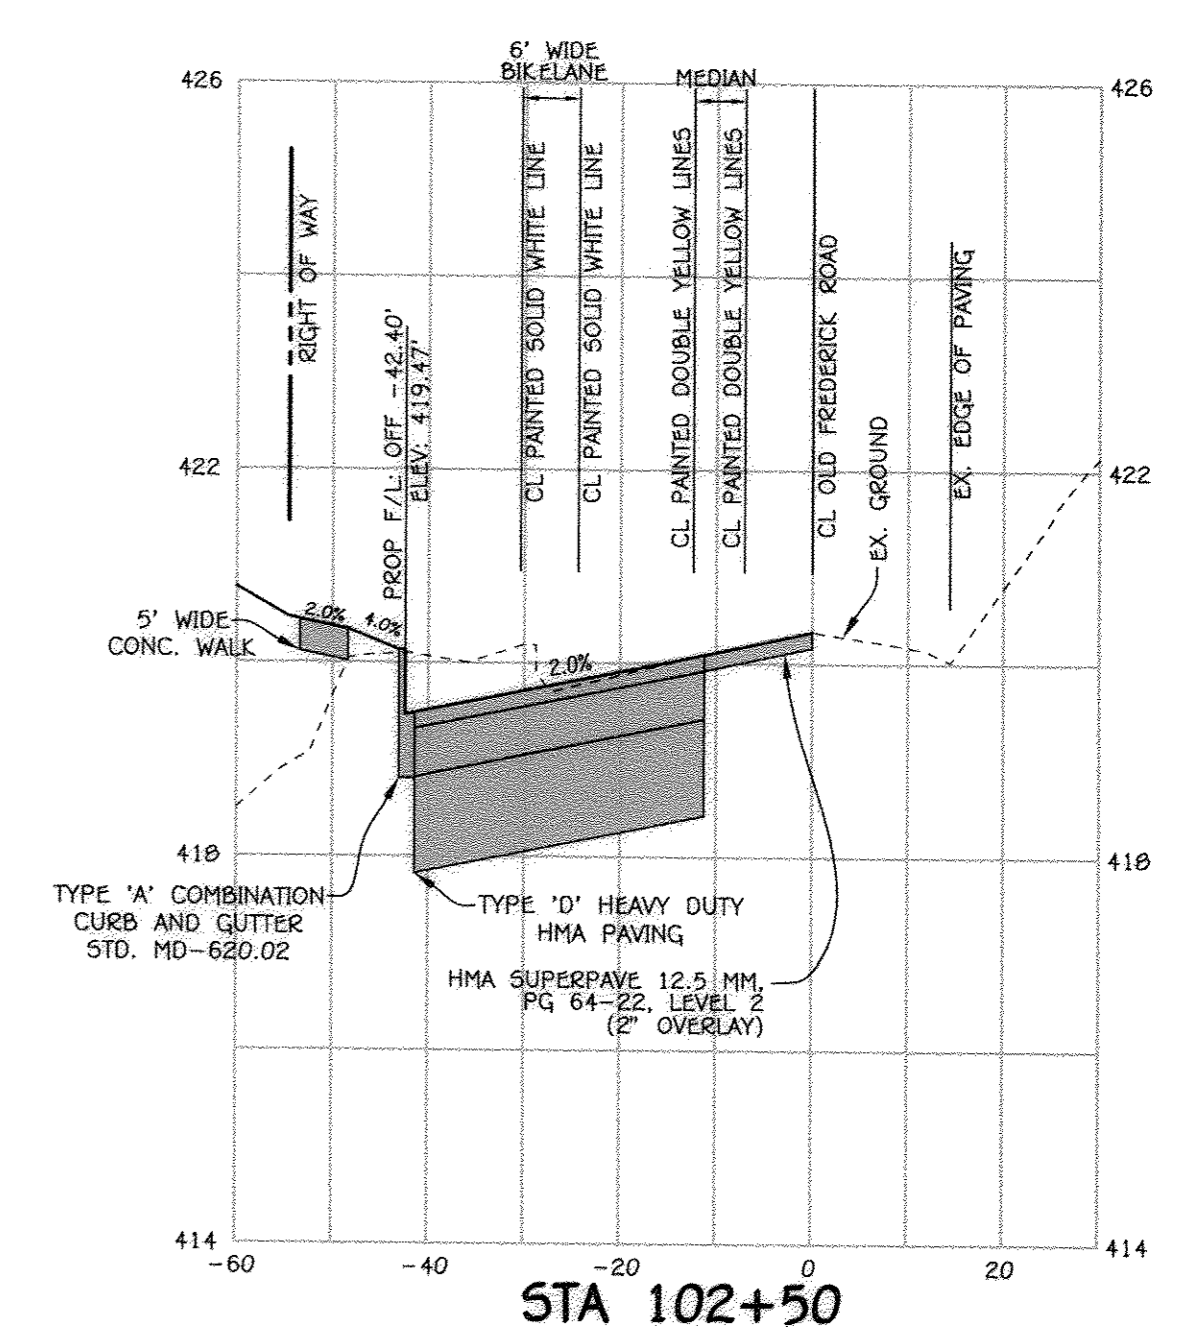 6' WIDE
BIKELANE
MEDIAN
426
426
RIGHT OF WAY
PROP F/L: OFF -42.40'
ELEV: 419.47'
CL PAINTED SOLID WHITE LINE
CL PAINTED SOLID WHITE LINE
CL PAINTED DOUBLE YELLOW LINES
CL PAINTED DOUBLE YELLOW LINES
CL OLD FREDERICK ROAD
EX. GROUND
EX. EDGE OF PAVING
422
422
5' WIDE
CONC. WALK
2.0%
4.0%
2.0%
418
418
TYPE 'A' COMBINATION
CURB AND GUTTER
STD. MD-620.02
TYPE 'D' HEAVY DUTY
HMA PAVING
HMA SUPERPAVE 12.5 MM,
PG 64-22, LEVEL 2
(2" OVERLAY)
414
414
-60
-40
-20
0
20
STA 102+50